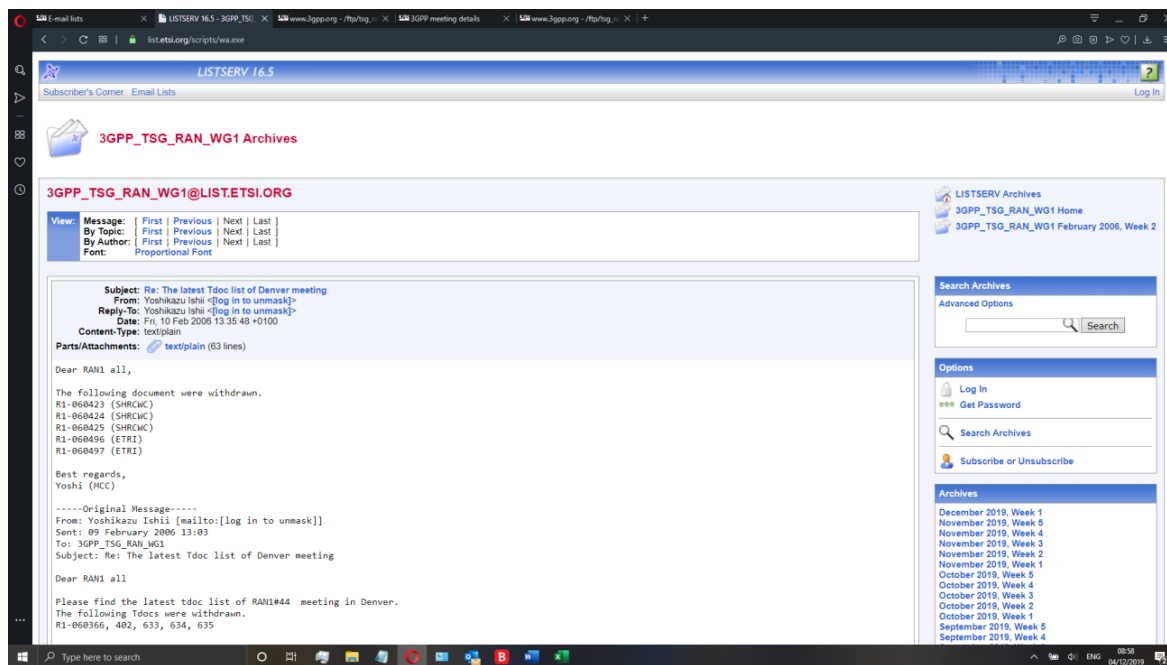 E-mail lists
LISTSERV 16.5 - 3GPP_TSG_
www.3gpp.org - /ftp/tsg_r
3GPP meeting details
www.3gpp.org - /ftp/tsg_r
list.etsi.org/scripts/wa.exe
LISTSERV 16.5
Subscriber's Corner Email Lists
Log In
3GPP_TSG_RAN_WG1 Archives
3GPP_TSG_RAN_WG1@LIST.ETSI.ORG
View: Message: [ First | Previous | Next | Last ]
By Topic: [ First | Previous | Next | Last ]
By Author: [ First | Previous | Next | Last ]
Font: Proportional Font
Subject: Re: The latest Tdoc list of Denver meeting
From: Yoshikazu Ishii <[log in to unmask]>
Reply-To: Yoshikazu Ishii <[log in to unmask]>
Date: Fri, 10 Feb 2006 13:35:48 +0100
Content-Type: text/plain
Parts/Attachments: text/plain (63 lines)
Dear RAN1 all,
The following document were withdrawn.
R1-060423 (SHRCWC)
R1-060424 (SHRCWC)
R1-060425 (SHRCWC)
R1-060496 (ETRI)
R1-060497 (ETRI)
Best regards,
Yoshi (MCC)
-----Original Message-----
From: Yoshikazu Ishii [mailto:[log in to unmask]]
Sent: 09 February 2006 13:03
To: 3GPP_TSG_RAN_WG1
Subject: Re: The latest Tdoc list of Denver meeting
Dear RAN1 all
Please find the latest tdoc list of RAN1#44 meeting in Denver.
The following Tdocs were withdrawn.
R1-060366, 402, 633, 634, 635
LISTSERV Archives
3GPP_TSG_RAN_WG1 Home
3GPP_TSG_RAN_WG1 February 2006, Week 2
Search Archives
Advanced Options
Search
Options
Log In
Get Password
Search Archives
Subscribe or Unsubscribe
Archives
December 2019, Week 1
November 2019, Week 5
November 2019, Week 4
November 2019, Week 3
November 2019, Week 2
November 2019, Week 1
October 2019, Week 5
October 2019, Week 4
October 2019, Week 3
October 2019, Week 2
October 2019, Week 1
September 2019, Week 5
September 2019, Week 4
Type here to search
ENG
08:58
04/12/2019